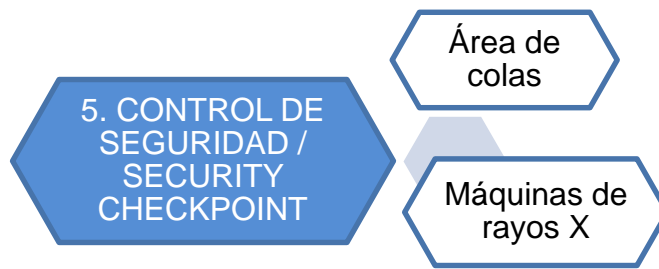 5. CONTROL DE
SEGURIDAD /
SECURITY
CHECKPOINT
Área de
colas
Máquinas de
rayos X